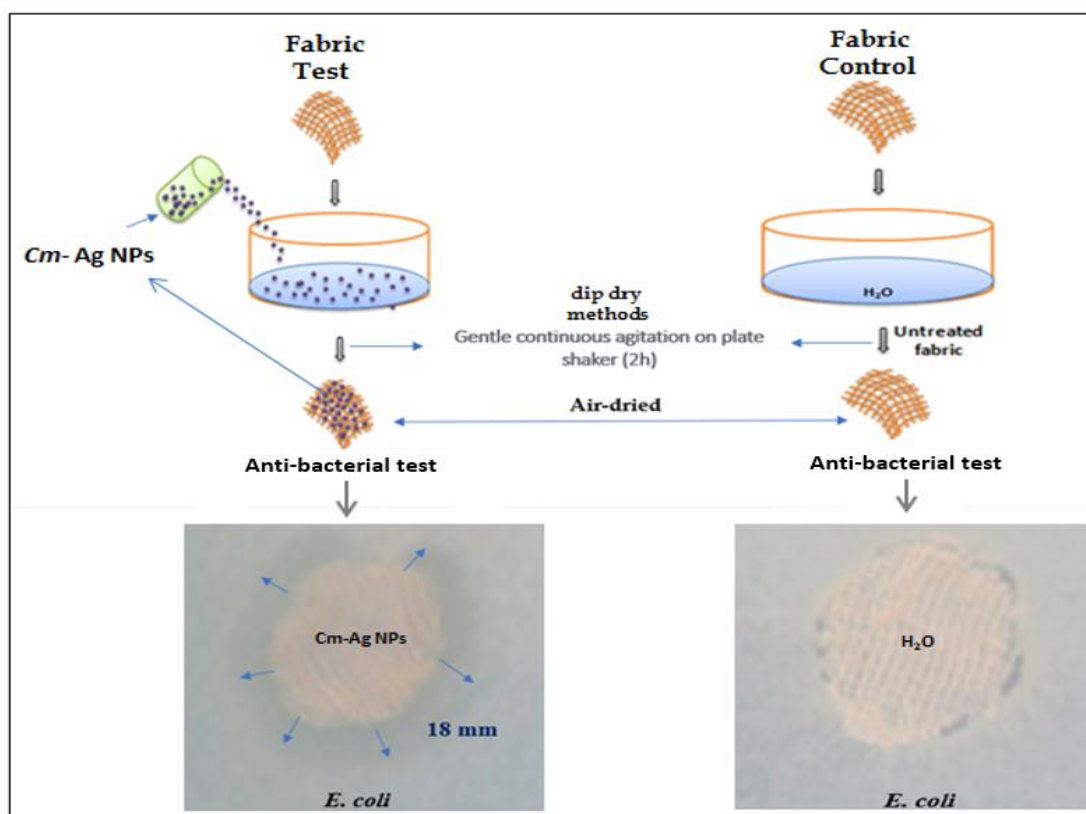 Fabric
Test
Fabric
Control
Cm- Ag NPs
H₂O
dip dry
methods
Gentle continuous agitation on plate
shaker (2h)
Untreated
fabric
Air-dried
Anti-bacterial test
Anti-bacterial test
Cm-Ag NPs
18 mm
E. coli
H₂O
E. coli